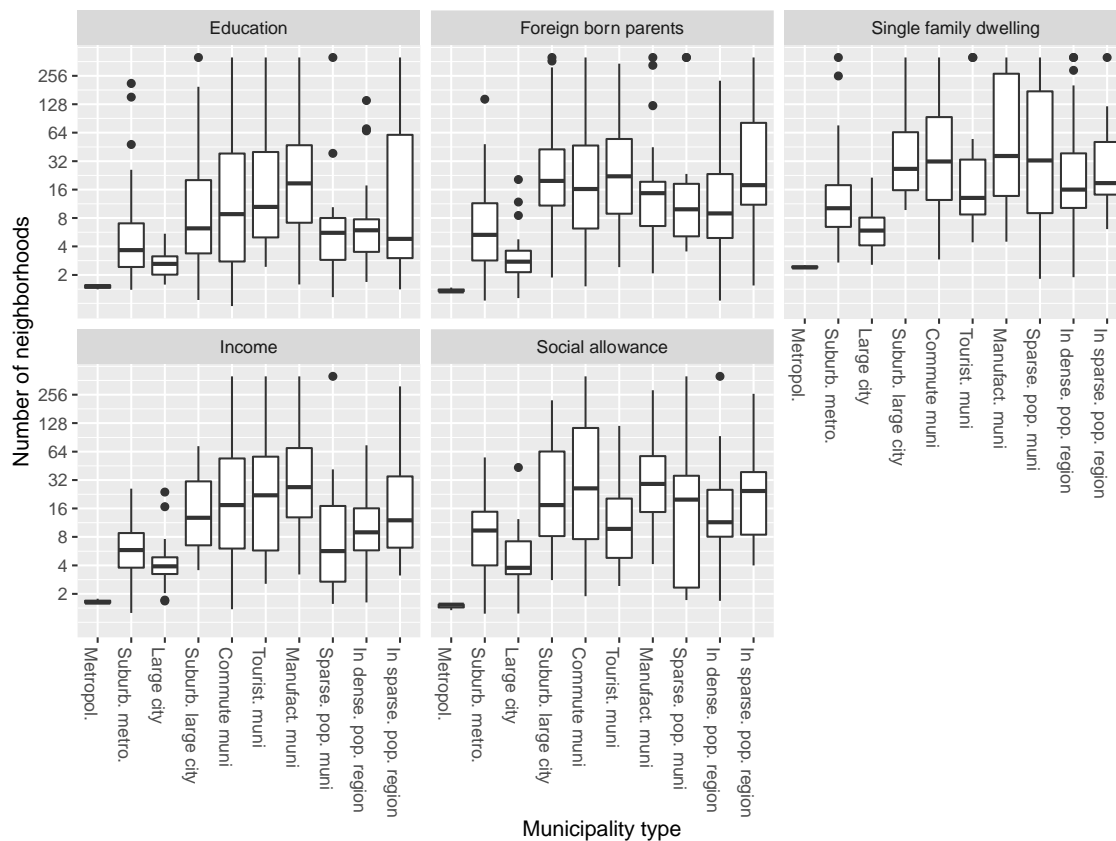 Education
Foreign born parents
Single family dwelling
256
128
64
32
16
8
4
2
Income
Social allowance
256
128
64
32
16
8
4
2
Number of neighborhoods
Metropol.
Suburb. metro.
Large city
Suburb. large city
Commute muni
Tourist. muni
Manufact. muni
Sparse. pop. muni
In dense. pop. region
In sparse. pop. region
Metropol.
Suburb. metro.
Large city
Suburb. large city
Commute muni
Tourist. muni
Manufact. muni
Sparse. pop. muni
In dense. pop. region
In sparse. pop. region
Metropol.
Suburb. metro.
Large city
Suburb. large city
Commute muni
Tourist. muni
Manufact. muni
Sparse. pop. muni
In dense. pop. region
In sparse. pop. region
Municipality type